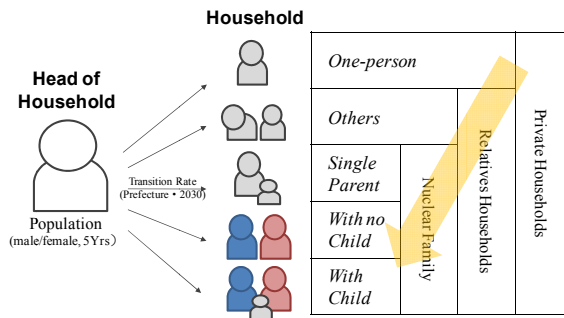 Household
Head of
Household
Transition Rate
(Prefecture・2030)
Population
(male/female, 5Yrs)
One-person
Others
Single
Parent
With no
Child
With
Child
Nuclear Family
Relatives Households
Private Households